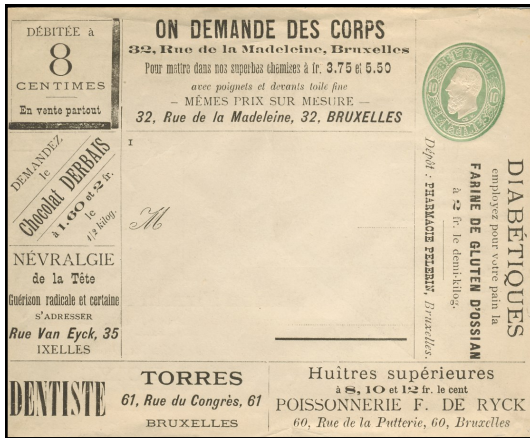 DÉBITÉE à
8
CENTIMES
En vente partout
ON DEMANDE DES CORPS
32, Rue de la Madeleine, Bruxelles
Pour mettre dans nos superbes chemises à fr. 3.75 et 5.50
avec poignets et devants toile fine
— MÊMES PRIX SUR MESURE —
32, Rue de la Madeleine, 32, BRUXELLES
BELGIQUE
CENTIMES
DEMANDEZ
le
Chocolat DERBAIS
à 1.60 et 2 fr.
le
1/2 kilog.
1
M
DIABÉTIQUES
employez pour votre pain la
FARINE DE GLUTEN D'OSSIAN
à 2 fr. le demi-kilog.
Dépôt : PHARMACIE PELERIN, Bruxelles.
NÉVRALGIE
de la Tête
Guérison radicale et certaine
S'ADRESSER
Rue Van Eyck, 35
IXELLES
DENTISTE
TORRES
61, Rue du Congrès, 61
BRUXELLES
Huîtres supérieures
à 8, 10 et 12 fr. le cent
POISSONNERIE F. DE RYCK
60, Rue de la Putterie, 60, Bruxelles